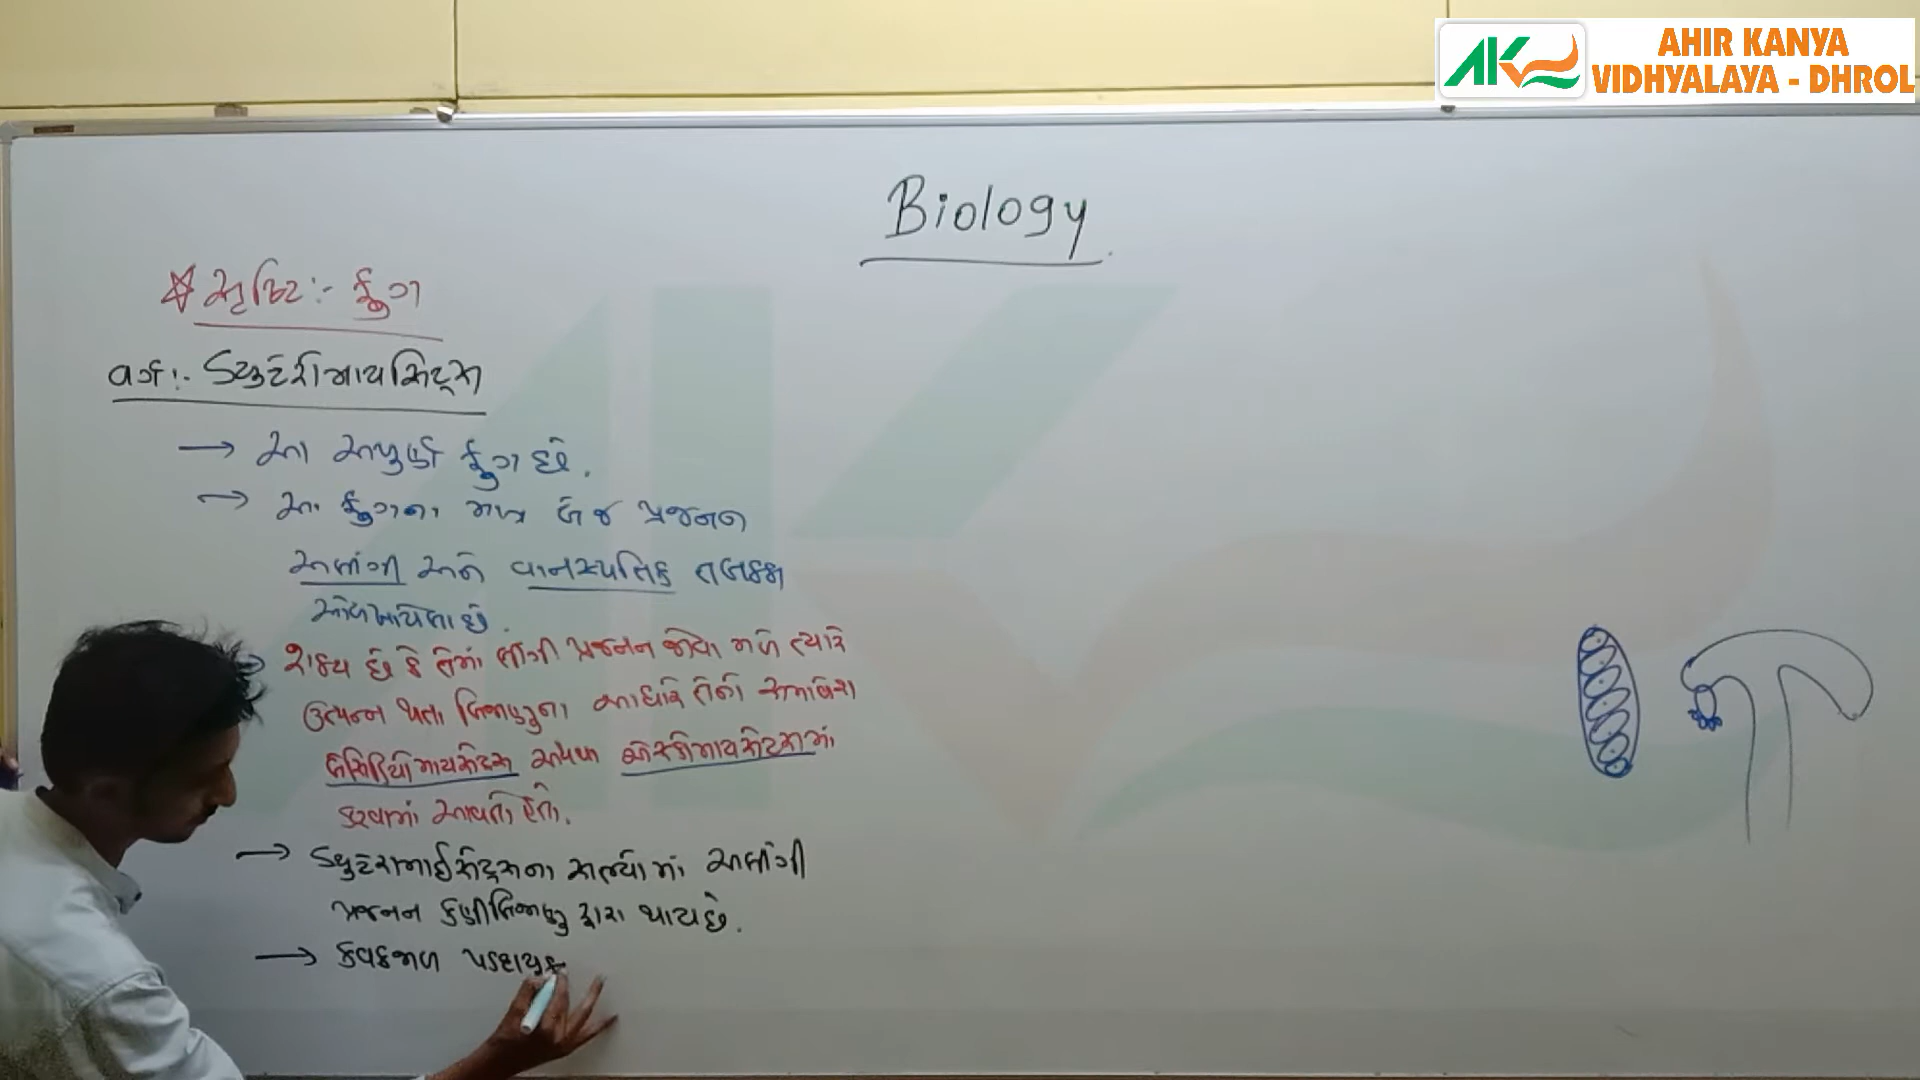 AHIR KANYA
VIDHYALAYA - DHROL
Biology
સૃષ્ટિ:- ફૂગ
વર્ગ:- ડ્યુટેરોમાયસિટ્સ
→ આ અપૂર્ણ ફૂગ છે.
→ આ ફૂગના માત્ર બે જ પ્રજનન
અલીંગી અને વાનસ્પતિક તબક્કા
ઓળખાયેલા છે.
શક્ય છે કે તેમાં લીંગી પ્રજનન જોવા મળે ત્યારે
ઉત્પન્ન થતા બિજાણુના આધારે તેનો સમાવેશ
બેસિડિયોમાયસેટ્સ અથવા એસ્કોમાયસેટ્સમાં
કરવામાં આવતો હતો.
→ ડ્યુટેરામાઈસેટ્સના સભ્યોમાં અલીંગી
પ્રજનન કણીબિજાણુ દ્વારા થાય છે.
→ કવકજાળ પડદાયુક્ત